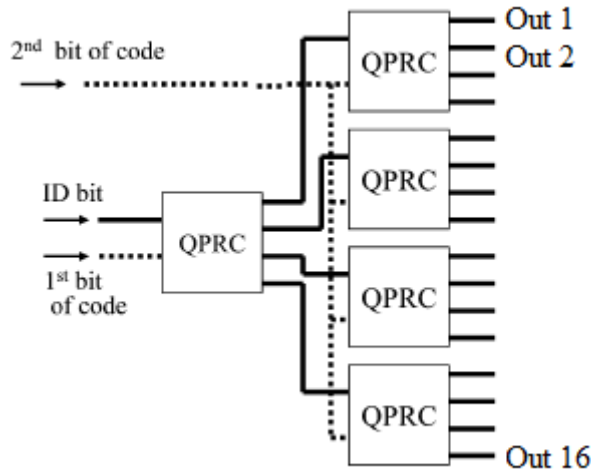 2nd bit of code
ID bit
1st bit
of code
QPRC
QPRC
QPRC
QPRC
QPRC
Out 1
Out 2
Out 16